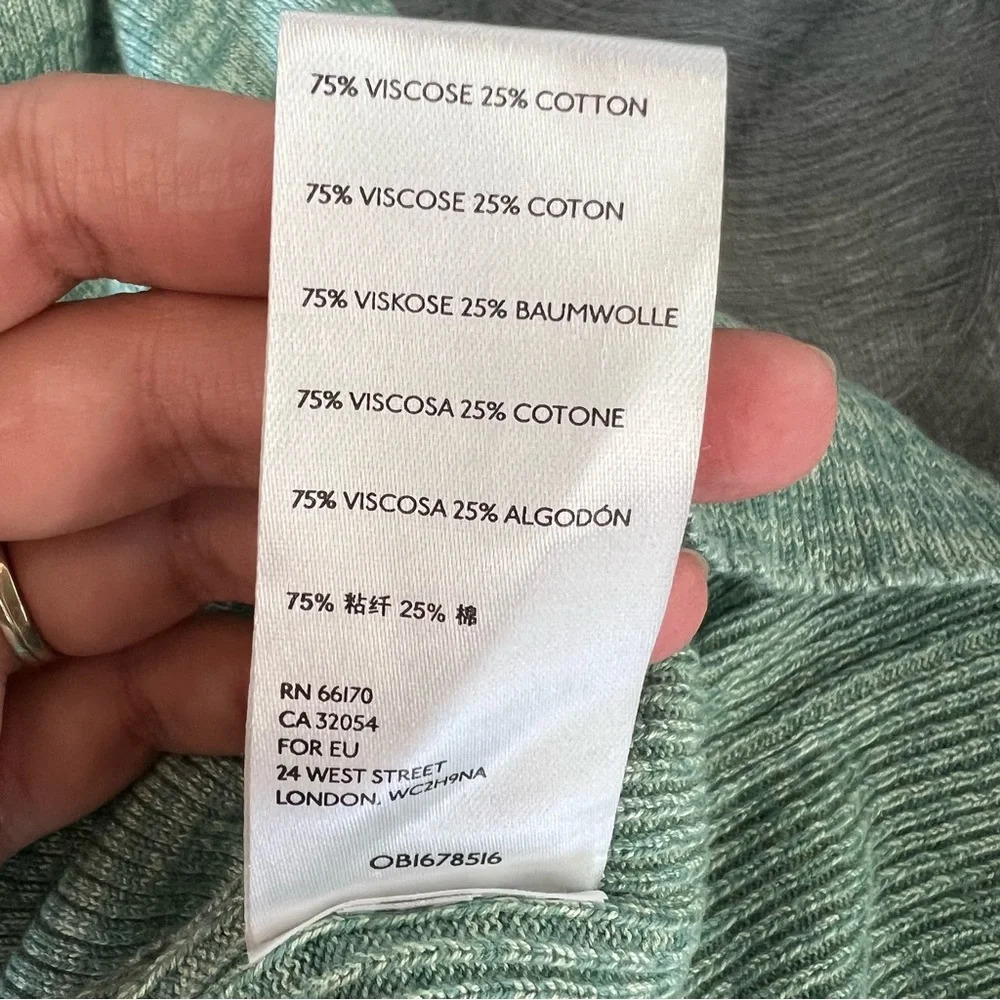 75% VISCOSE 25% COTTON
75% VISCOSE 25% COTON
75% VISKOSE 25% BAUMWOLLE
75% VISCOSA 25% COTONE
75% VISCOSA 25% ALGODÓN
75% 粘纤 25% 棉
RN 66170
CA 32054
FOR EU
24 WEST STREET
LONDON, WC2H9NA
OB1678516